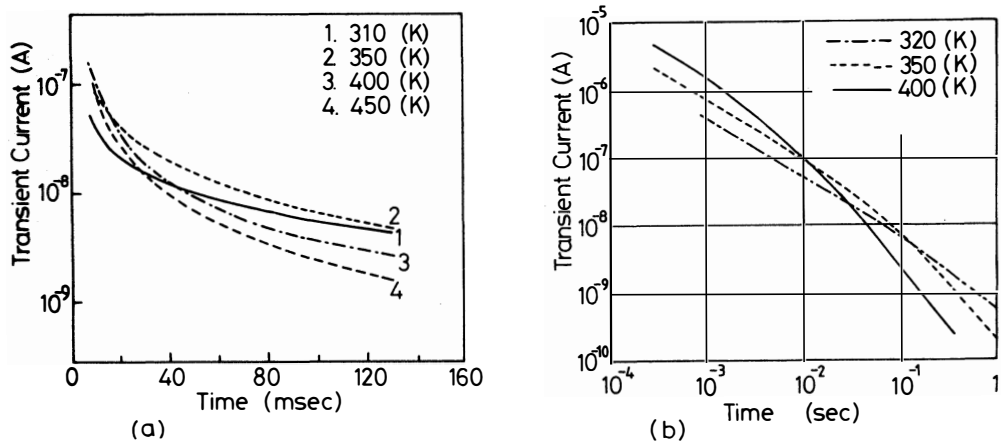 1. 310 (K)
2 350 (K)
3. 400 (K)
4. 450 (K)
Transient Current (A)
10-7
10-8
10-9
2
1
3
4
0
40
80
120
160
Time (msec)
(a)
10-5
10-6
10-7
10-8
10-9
10-10
Transient Current (A)
320 (K)
350 (K)
400 (K)
10-4
10-3
10-2
10-1
1
Time (sec)
(b)